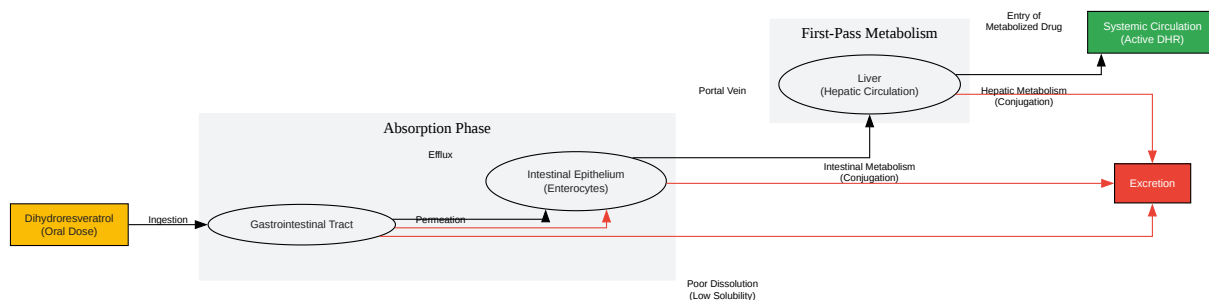 Entry of
Metabolized Drug
Systemic Circulation
(Active DHR)
First-Pass Metabolism
Liver
(Hepatic Circulation)
Portal Vein
Hepatic Metabolism
(Conjugation)
Absorption Phase
Efflux
Intestinal Epithelium
(Enterocytes)
Intestinal Metabolism
(Conjugation)
Excretion
Dihydroresveratrol
(Oral Dose)
Ingestion
Gastrointestinal Tract
Permeation
Poor Dissolution
(Low Solubility)